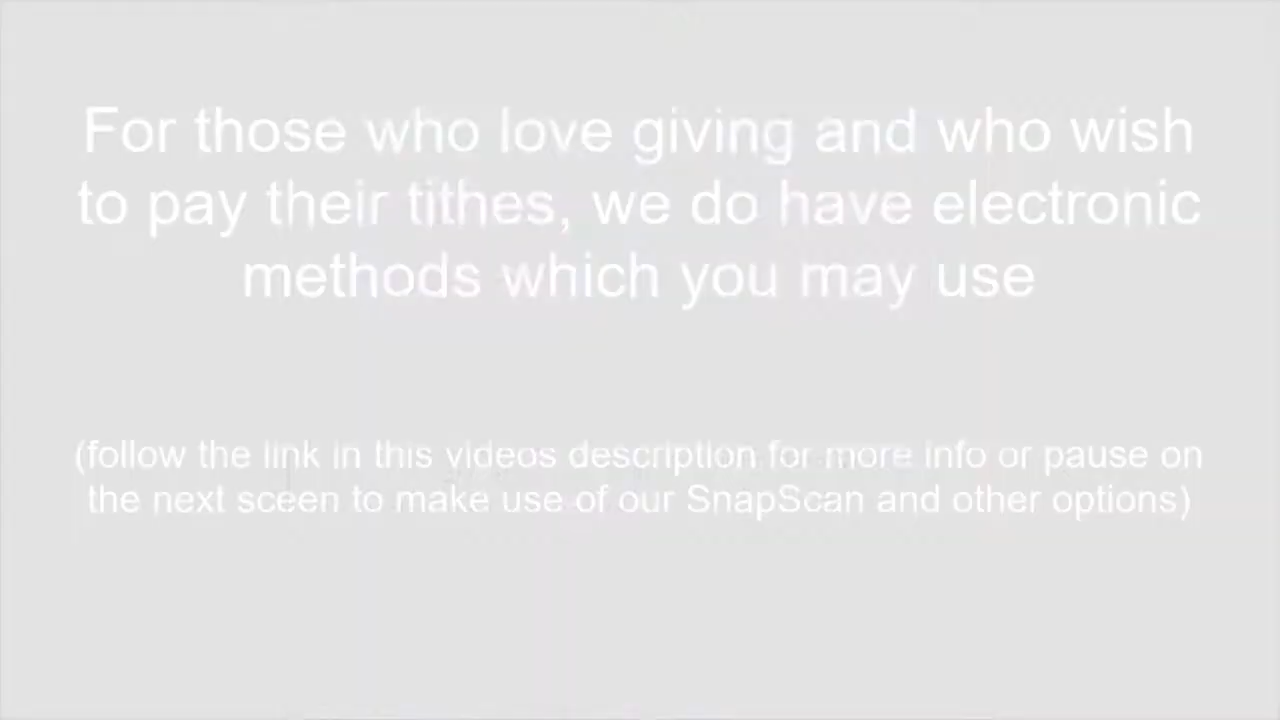 For those who love giving and who wish
to pay their tithes, we do have electronic
methods which you may use
(follow the link in this videos description for more info or pause on
the next sceen to make use of our SnapScan and other options)